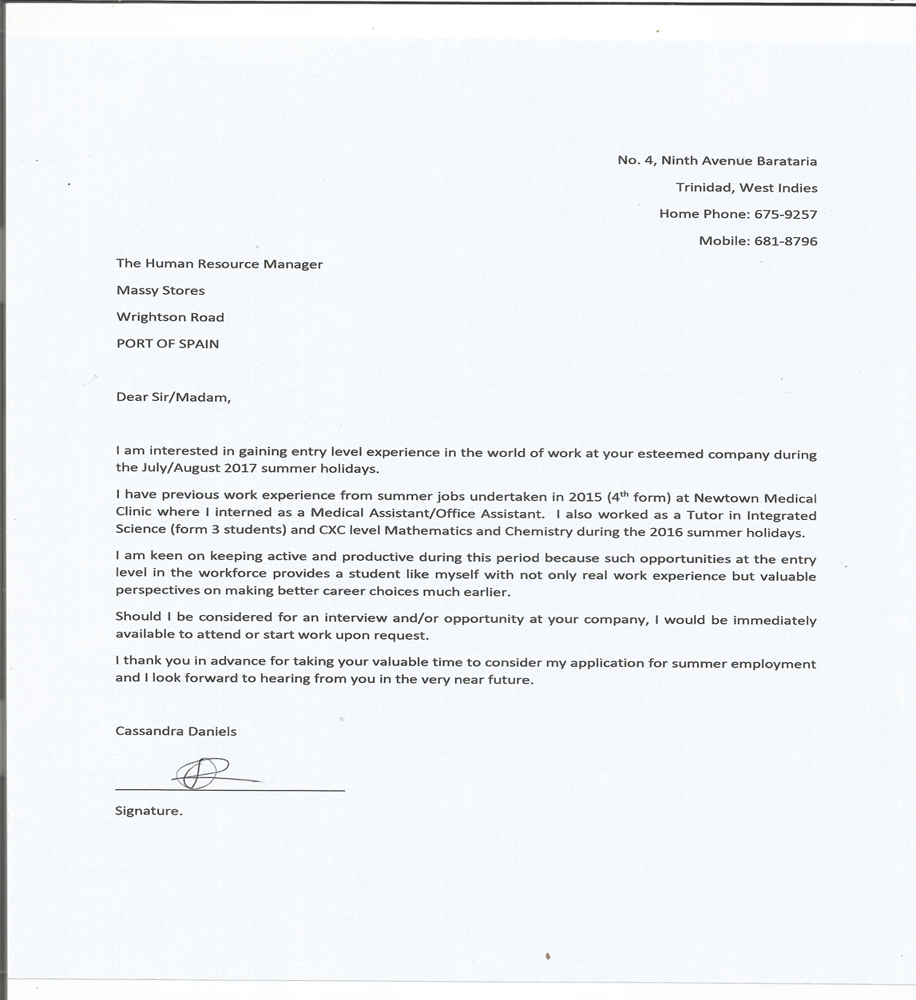 No. 4, Ninth Avenue Barataria
Trinidad, West Indies
Home Phone: 675-9257
Mobile: 681-8796
The Human Resource Manager
Massy Stores
Wrightson Road
PORT OF SPAIN
Dear Sir/Madam,
I am interested in gaining entry level experience in the world of work at your esteemed company during
the July/August 2017 summer holidays.
I have previous work experience from summer jobs undertaken in 2015 (4th form) at Newtown Medical
Clinic where I interned as a Medical Assistant/Office Assistant.  I also worked as a Tutor in Integrated
Science (form 3 students) and CXC level Mathematics and Chemistry during the 2016 summer holidays.
I am keen on keeping active and productive during this period because such opportunities at the entry
level in the workforce provides a student like myself with not only real work experience but valuable
perspectives on making better career choices much earlier.
Should I be considered for an interview and/or opportunity at your company, I would be immediately
available to attend or start work upon request.
I thank you in advance for taking your valuable time to consider my application for summer employment
and I look forward to hearing from you in the very near future.
Cassandra Daniels
Signature.